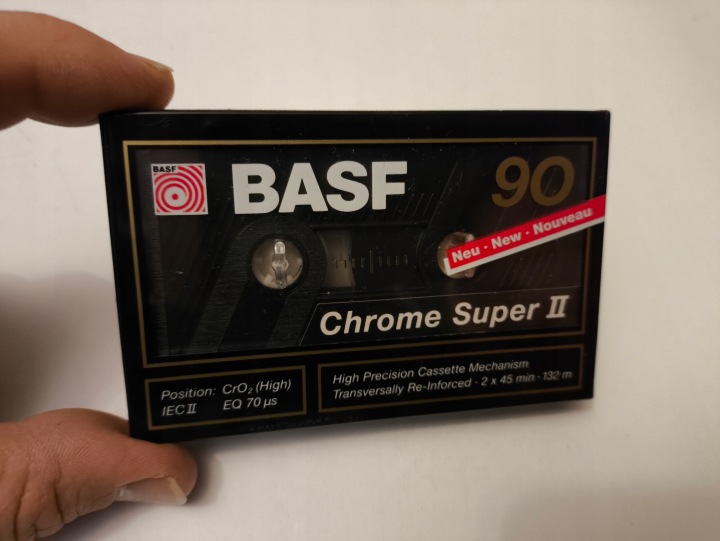 BASF
BASF
90
Neu · New · Nouveau
Chrome Super II
Position: CrO₂ (High)
IEC II EQ 70 µs
High Precision Cassette Mechanism
Transversally Re-Inforced · 2 x 45 min · 132 m